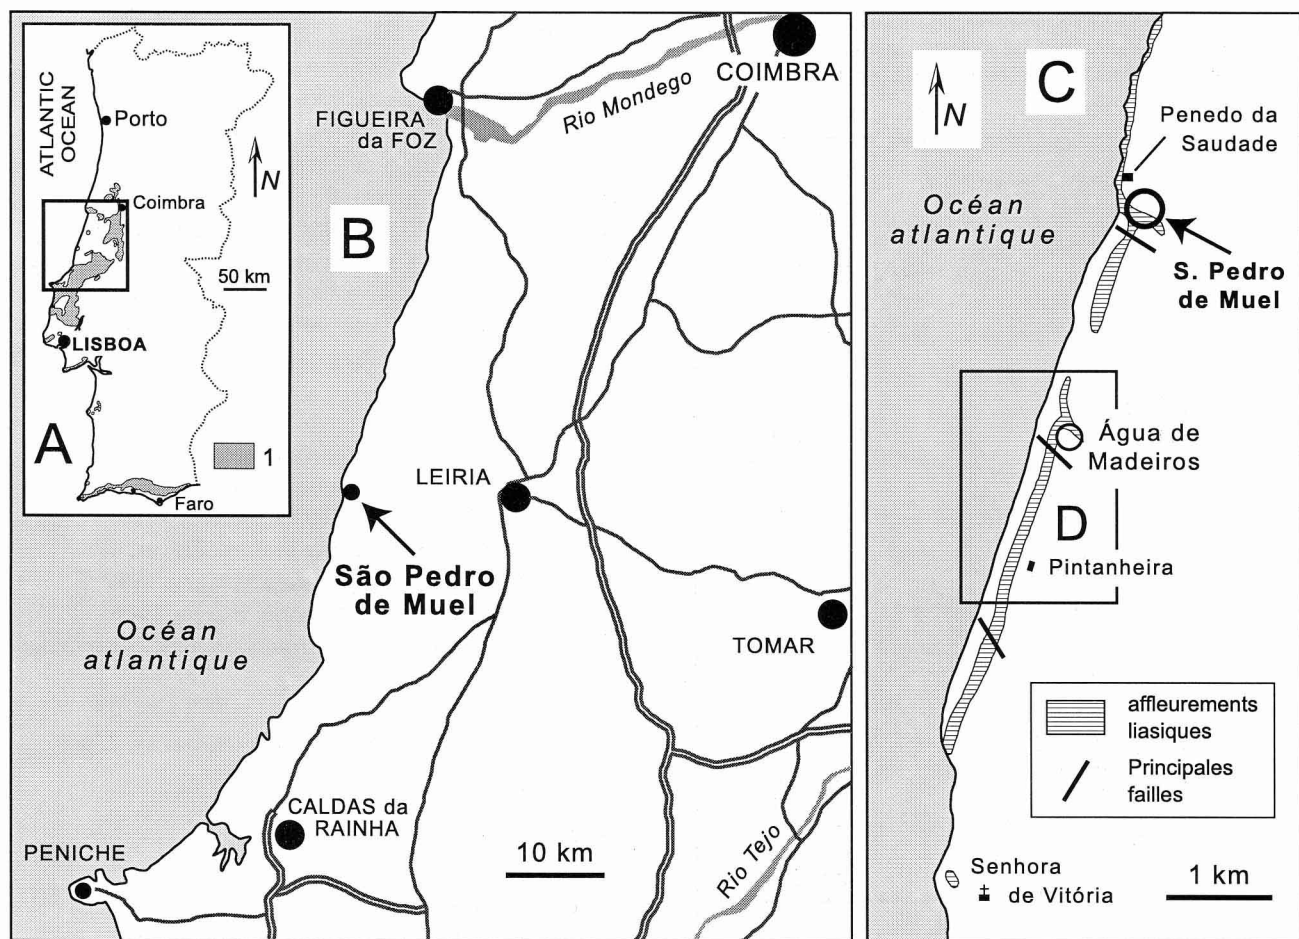 ATLANTIC
OCEAN
Porto
N
Coimbra
50 km
LISBOA
A
1
Faro
COIMBRA
Rio Mondego
FIGUEIRA
da FOZ
B
LEIRIA
São Pedro
de Muel
Océan
atlantique
TOMAR
CALDAS da
RAINHA
PENICHE
10 km
Rio Tejo
N
C
Penedo da
Saudade
Océan
atlantique
S. Pedro
de Muel
Água de
Madeiros
D
Pintanheira
affleurements
liasiques
Principales
failles
Senhora
de Vitória
1 km